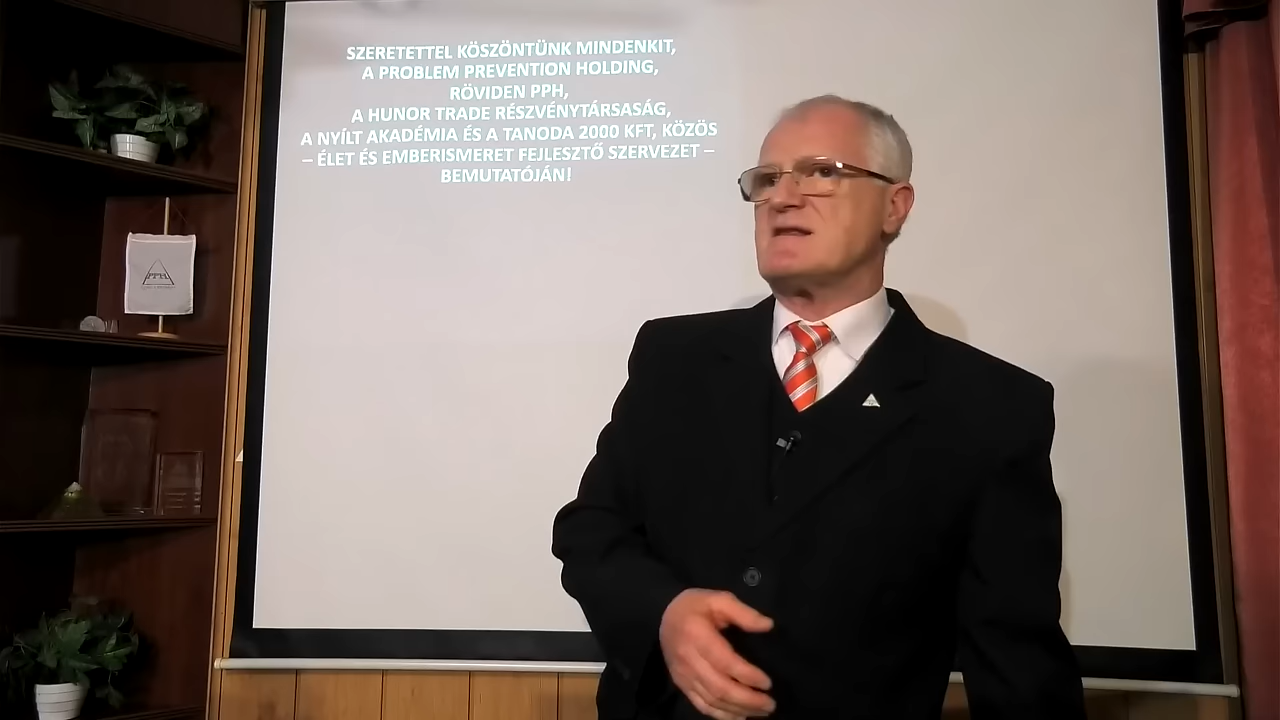 SZERETETTEL KÖSZÖNTÜNK MINDENKIT,
A PROBLEM PREVENTION HOLDING,
RÖVIDEN PPH,
A HUNOR TRADE RÉSZVÉNYTÁRSASÁG,
A NYÍLT AKADÉMIA ÉS A TANODA 2000 KFT, KÖZÖS
– ÉLET ÉS EMBERISMERET FEJLESZTŐ SZERVEZET –
BEMUTATÓJÁN!
PPH